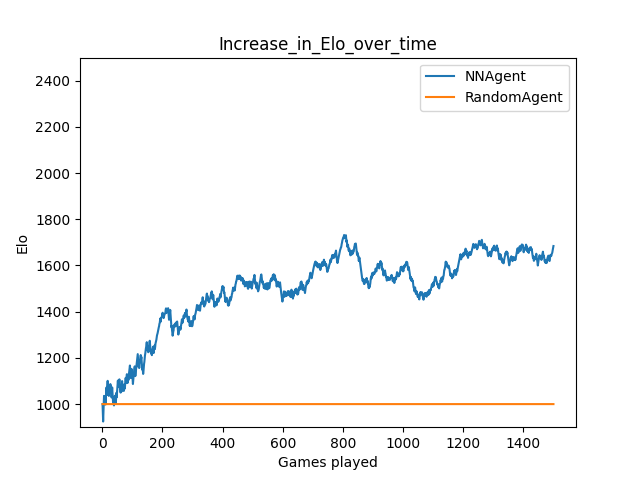 Increase_in_Elo_over_time
NNAgent
RandomAgent
2400
2200
2000
1800
1600
1400
1200
1000
Elo
0 200 400 600 800 1000 1200 1400
Games played